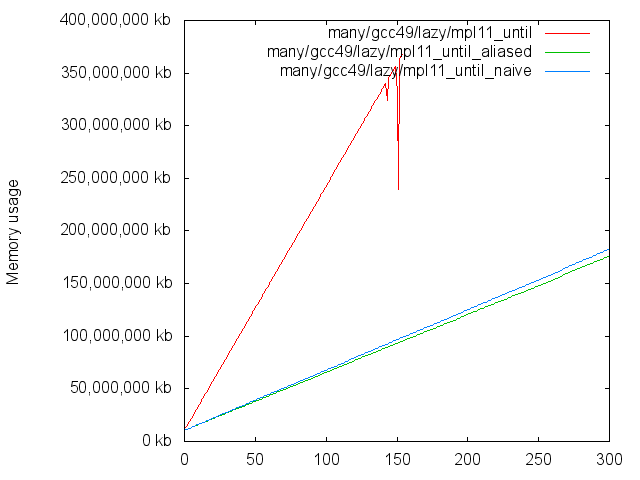 400,000,000 kb
350,000,000 kb
300,000,000 kb
250,000,000 kb
200,000,000 kb
150,000,000 kb
100,000,000 kb
50,000,000 kb
0 kb
Memory usage
many/gcc49/lazy/mpl11_until
many/gcc49/lazy/mpl11_until_aliased
many/gcc49/lazy/mpl11_until_naive
0 50 100 150 200 250 300